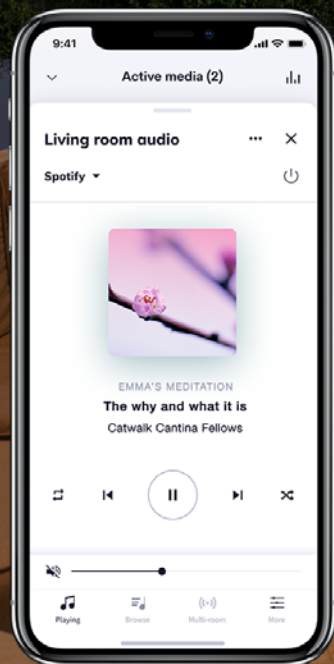 9:41
Active media (2)
Living room audio
Spotify
EMMA'S MEDITATION
The why and what it is
Catwalk Cantina Fellows
Playing
Browse
Multi-room
More